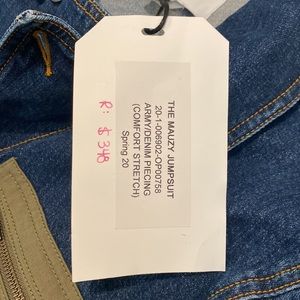 THE MAUZY JUMPSUIT
20-1-006902-OP00758
ARMY/DENIM PIECING
(COMFORT STRETCH)
Spring 20
R: $348